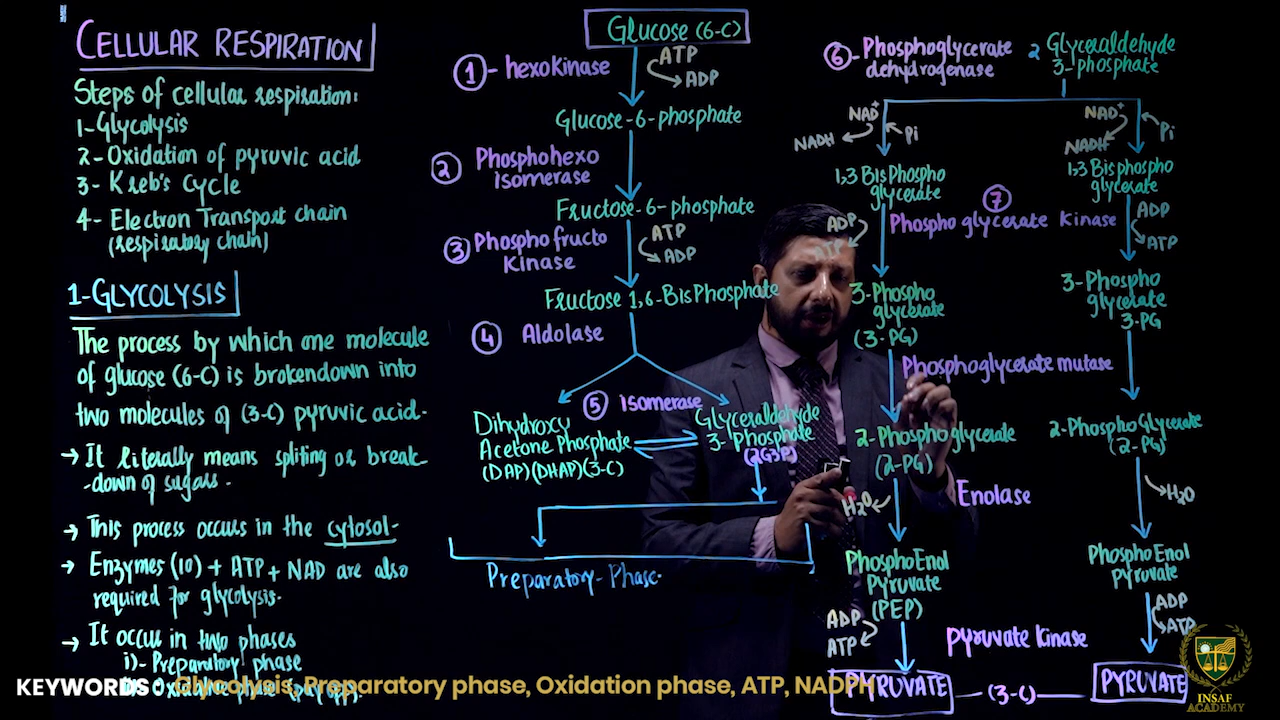 CELLULAR RESPIRATION
Steps of cellular respiration:
1-Glycolysis
2-Oxidation of pyruvic acid
3- Kreb's Cycle
4- Electron Transport chain
(respiratory chain)
1-GLYCOLYSIS
The process by which one molecule
of glucose (6-C) is brokendown into
two molecules of (3-C) pyruvic acid-
→ It literally means spliting or break
-down of sugars.
→ This process occurs in the cytosol-
→ Enzymes (10) + ATP + NAD are also
required for glycolysis-
→ It occur in two phases
i)- Preparatory phase
Glucose (6-C)
1 - hexoKinase
ATP
ADP
Glucose-6-phosphate
2 Phosphohexo
Isomerase
Fructose-6-phosphate
3 Phosphofructo
Kinase
ATP
ADP
Fructose 1,6-BisPhosphate
4 Aldolase
5 Isomerase
Dihydroxy
Acetone Phosphate
(DAP)(DHAP)(3-C)
Glyceraldehyde
3-Phosphate
(2G3P)
Preparatory-Phase-
6 -Phosphoglycerate
dehydrogenase
2 Glyceraldehyde
3-phosphate
NAD+
NADH
Pi
NAD+
NADH
Pi
1,3 BisPhospho
glycerate
1,3 Bisphospho
glycerate
7
Phospho glycerate Kinase
ADP
ATP
ADP
ATP
3-Phospho
glycerate
(3-PG)
3-Phospho
glycerate
3-PG
Phosphoglycerate mutase
2-Phosphoglycerate
(2-PG)
2-PhosphoGlycerate
(2-PG)
H2O
Enolase
H2O
PhosphoEnol
Pyruvate
(PEP)
PhosphoEnol
Pyruvate
ADP
ATP
Pyruvate Kinase
ADP
ATP
PYRUVATE — (3-C) — PYRUVATE
KEYWORDS : Glycolysis, Preparatory phase, Oxidation phase, ATP, NADPH
INSAF
ACADEMY